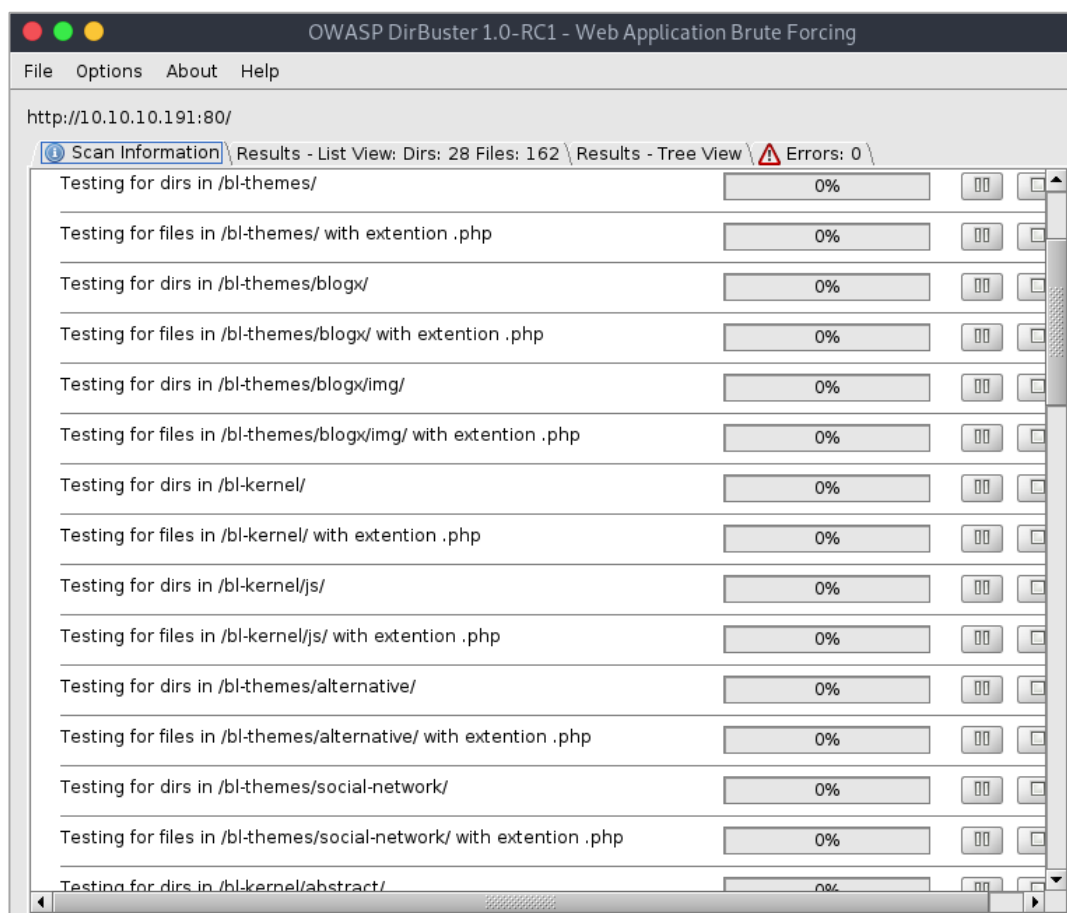 OWASP DirBuster 1.0-RC1 - Web Application Brute Forcing
File Options About Help
http://10.10.10.191:80/
Scan Information Results - List View: Dirs: 28 Files: 162 Results - Tree View Errors: 0
Testing for dirs in /bl-themes/ 0%
Testing for files in /bl-themes/ with extention .php 0%
Testing for dirs in /bl-themes/blogx/ 0%
Testing for files in /bl-themes/blogx/ with extention .php 0%
Testing for dirs in /bl-themes/blogx/img/ 0%
Testing for files in /bl-themes/blogx/img/ with extention .php 0%
Testing for dirs in /bl-kernel/ 0%
Testing for files in /bl-kernel/ with extention .php 0%
Testing for dirs in /bl-kernel/js/ 0%
Testing for files in /bl-kernel/js/ with extention .php 0%
Testing for dirs in /bl-themes/alternative/ 0%
Testing for files in /bl-themes/alternative/ with extention .php 0%
Testing for dirs in /bl-themes/social-network/ 0%
Testing for files in /bl-themes/social-network/ with extention .php 0%
Testing for dirs in /bl-kernel/abstract/ 0%